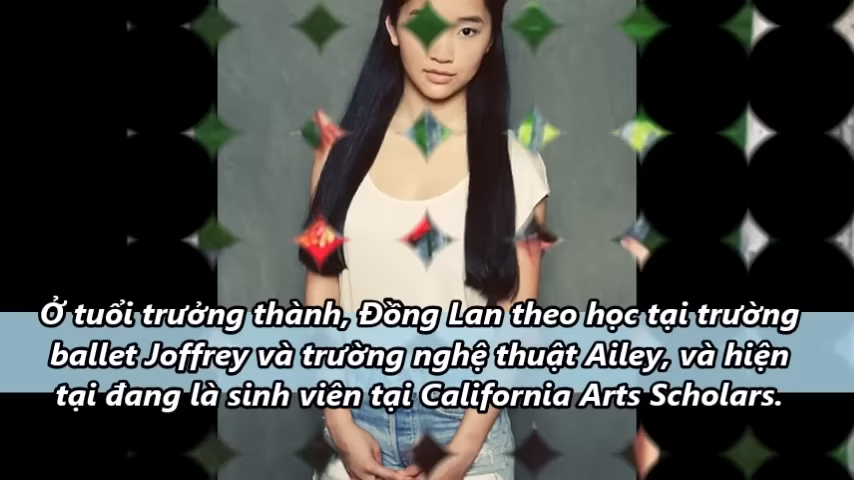 Ở tuổi trưởng thành, Đồng Lan theo học tại trường
ballet Joffrey và trường nghệ thuật Ailey, và hiện
tại đang là sinh viên tại California Arts Scholars.